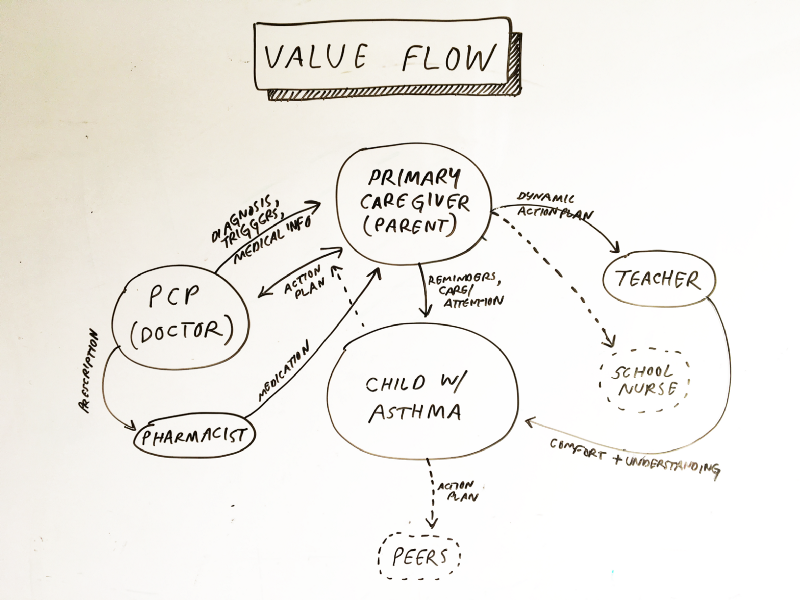 VALUE FLOW
PRIMARY
CAREGIVER
(PARENT)
DIAGNOSIS,
TRIGGERS,
MEDICAL INFO
DYNAMIC
ACTION PLAN
TEACHER
PCP
(DOCTOR)
ACTION
PLAN
REMINDERS,
CARE/
ATTENTION
PRESCRIPTION
MEDICATION
CHILD W/
ASTHMA
SCHOOL
NURSE
PHARMACIST
COMFORT + UNDERSTANDING
ACTION
PLAN
PEERS